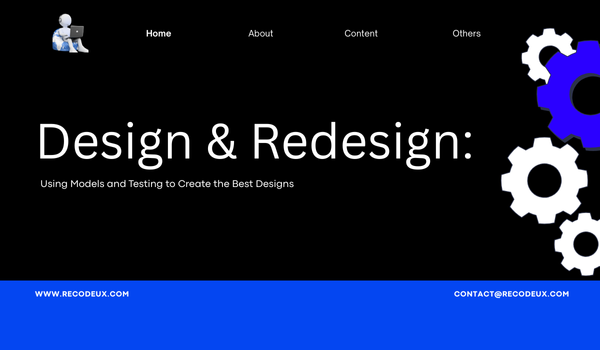 Home About Content Others
Design & Redesign:
Using Models and Testing to Create the Best Designs
WWW.RECODEUX.COM CONTACT@RECODEUX.COM